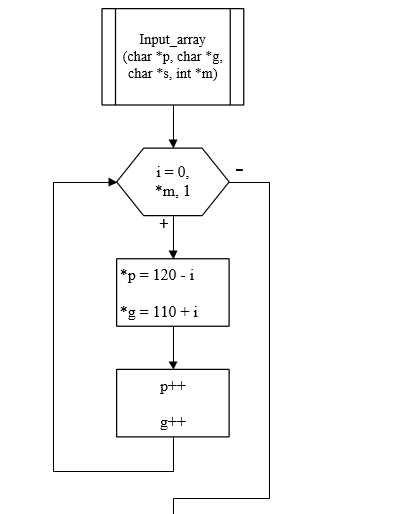 Input_array
(char *p, char *g,
char *s, int *m)
i = 0,
*m, 1
-
+
*p = 120 - i
*g = 110 + i
p++
g++